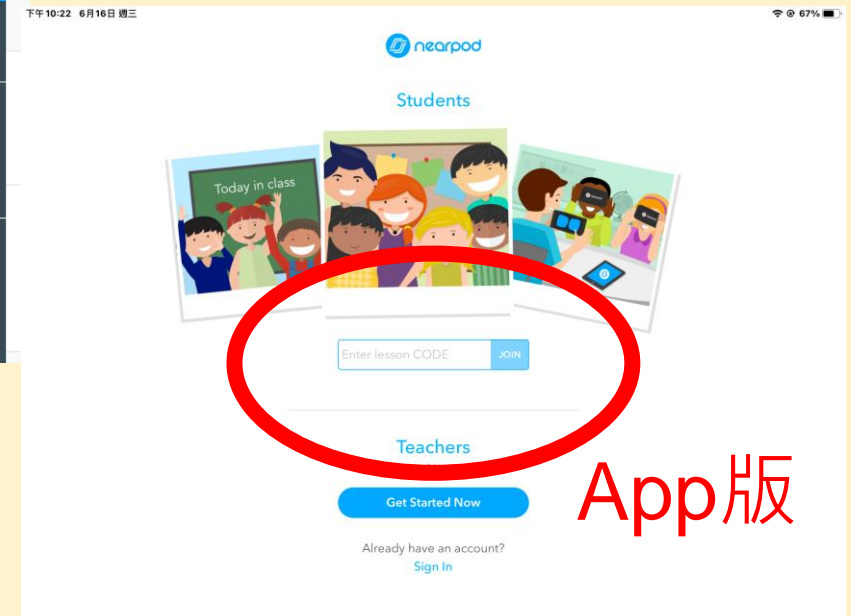 下午10:22 6月16日 週三
67%
nearpod
Students
Today in class
Enter lesson CODE
JOIN
Teachers
Get Started Now
App版
Already have an account?
Sign In